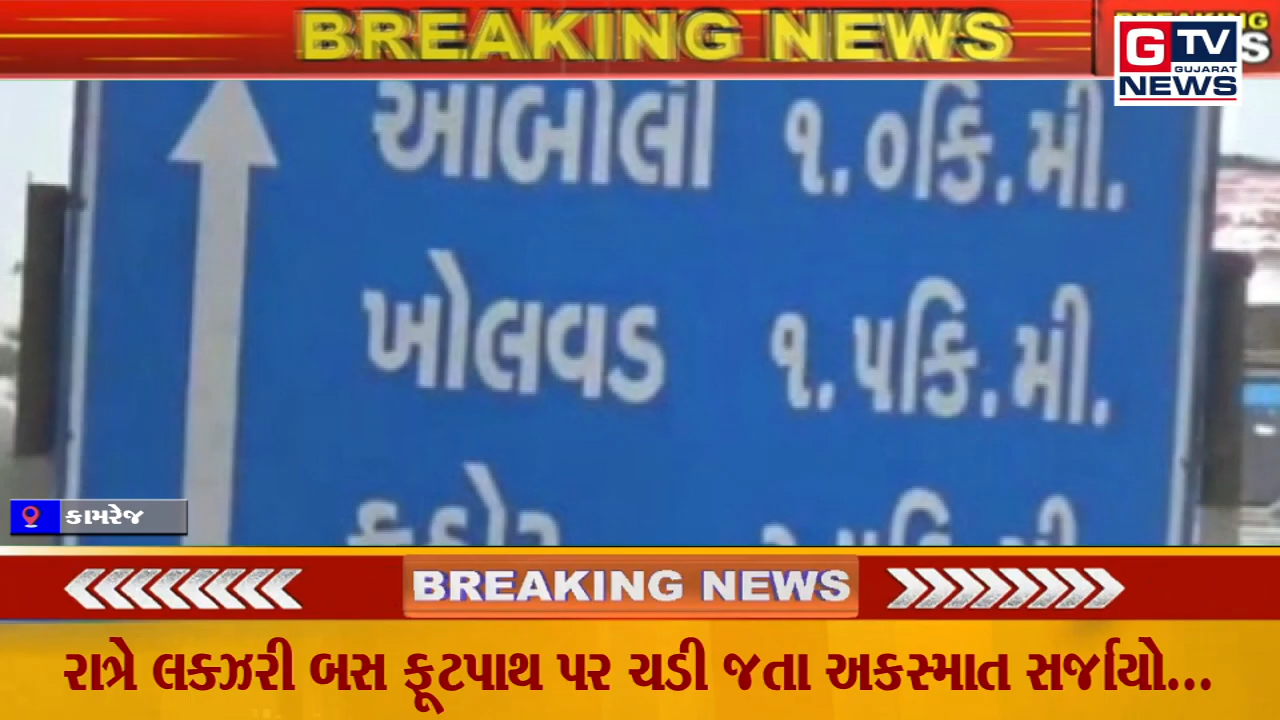 BREAKING NEWS
G TV
GUJARAT
NEWS
આંબોલી ૧.૦કિ.મી.
ખોલવડ ૧.૫કિ.મી.
કામરેજ
BREAKING NEWS
રાત્રે લક્ઝરી બસ ફૂટપાથ પર ચડી જતા અકસ્માત સર્જાયો...